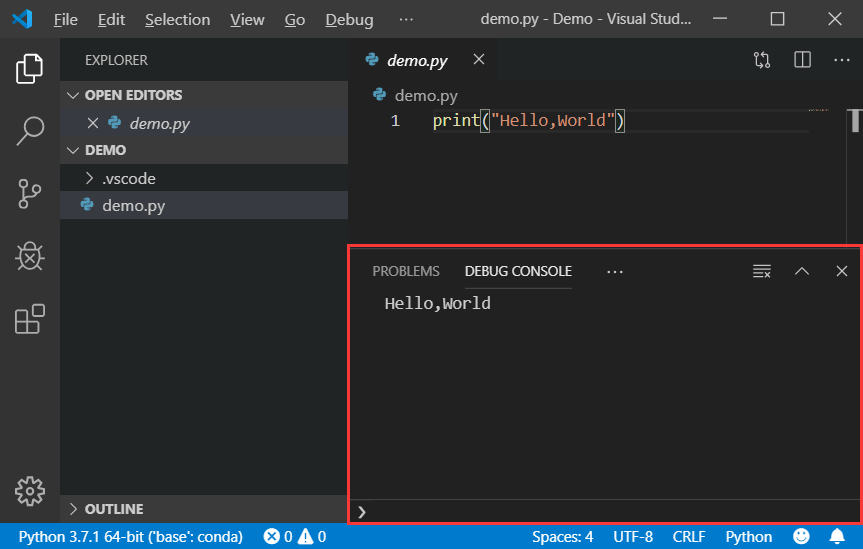 File Edit Selection View Go Debug ··· demo.py - Demo - Visual Stud...
EXPLORER
OPEN EDITORS
demo.py
DEMO
.vscode
demo.py
OUTLINE
demo.py
demo.py
1 print("Hello,World")
PROBLEMS DEBUG CONSOLE ···
Hello,World
Python 3.7.1 64-bit ('base': conda) 0 0 Spaces: 4 UTF-8 CRLF Python